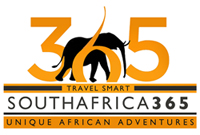 365
TRAVEL SMART
SOUTHAFRICA365
UNIQUE AFRICAN ADVENTURES